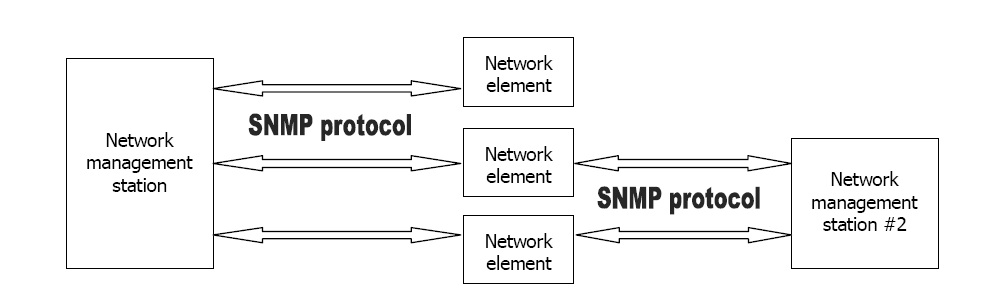 Network
management
station
SNMP protocol
Network
element
Network
element
Network
element
SNMP protocol
Network
management
station #2